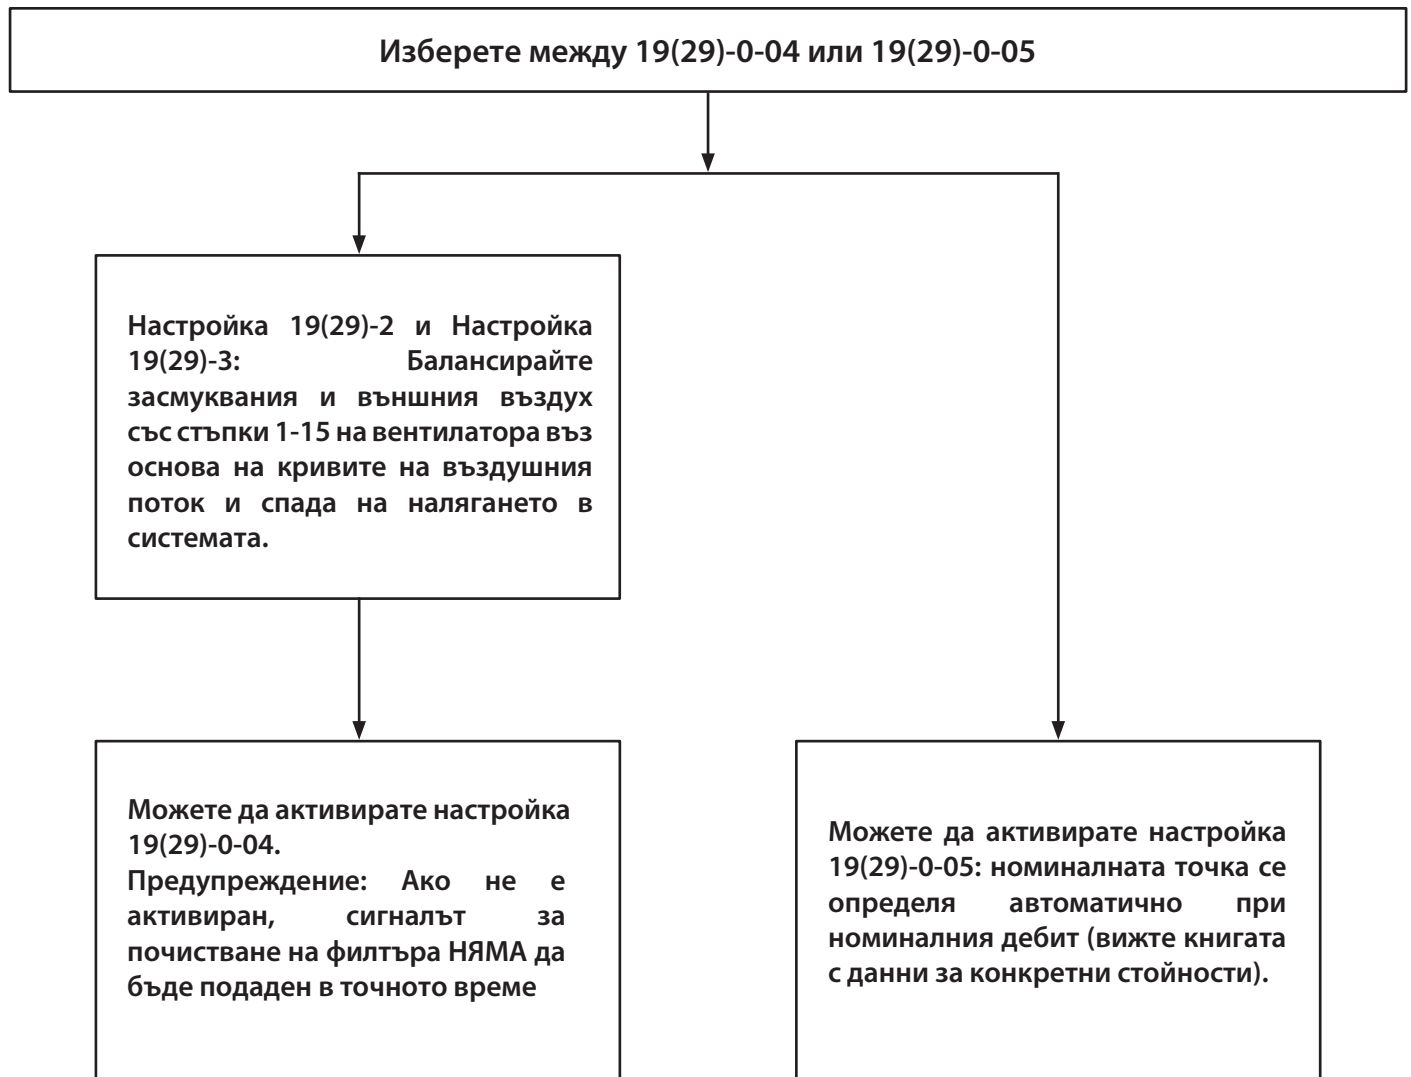 Изберете между 19(29)-0-04 или 19(29)-0-05
Настройка 19(29)-2 и Настройка
19(29)-3: Балансирайте
засмуквания и външния въздух
със стъпки 1-15 на вентилатора въз
основа на кривите на въздушния
поток и спада на налягането в
системата.
Можете да активирате настройка
19(29)-0-04.
Предупреждение: Ако не е
активиран, сигналът за
почистване на филтъра НЯМА да
бъде подаден в точното време
Можете да активирате настройка
19(29)-0-05: номиналната точка се
определя автоматично при
номиналния дебит (вижте книгата
с данни за конкретни стойности).